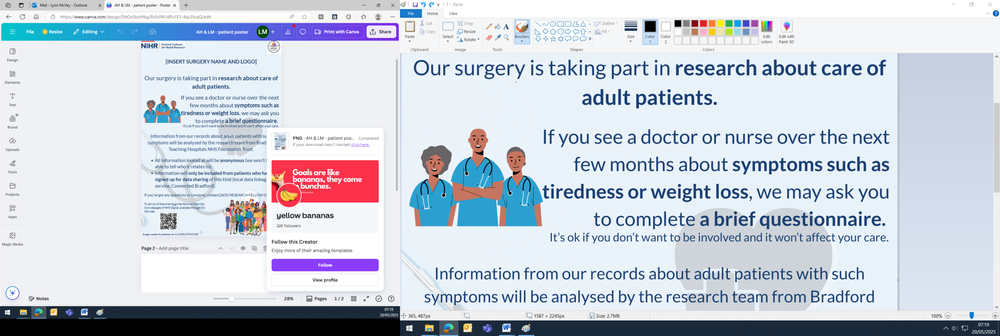 Mail - Lynn McVey - Outlook
AH & LM - patient poster - Poster
https://www.canva.com/design/DAGn5bxlHkg/RsXvINUdPu1EY-4qLEfuqQ/edit
File
Resize
Editing
AH & LM - patient poster
LM
Print with Canva
Share
Design
Elements
Text
Brand
Uploads
Tools
Projects
Apps
Magic Media
NIHR | National Institute
for Health Research
[INSERT SURGERY NAME AND LOGO]
Our surgery is taking part in research about care of
adult patients.
If you see a doctor or nurse over the next
few months about symptoms such as
tiredness or weight loss, we may ask you
to complete a brief questionnaire.
It's ok if you don't want to be involved and it won't affect your care.
Information from our records about adult patients with su
symptoms will be analysed by the research team from Brad
Teaching Hospitals NHS Foundation Trust.
• All information looked at will be anonymous (we won't
able to tell who it relates to).
• Information will only be included from patients who ha
signed up for data sharing of this kind (local data linkag
service, Connected Bradford).
If you've got any questions or concerns, contact [ADD RESEARCH FELLOW D
To opt out of data sharing go the National Data Opt-
Out webpages of NHS Digital, available through this
QR code:
Surgery poster for patients van 1.0, DATE, ETHICS REF.
Page 2 - Add page title
PNG - AH & LM - patient pos... Completed
If your download hasn't started, click here.
Goals are like
bananas, they come
in bunches.
yellow bananas
32K followers
Follow this Creator
Enjoy more of their amazing templates
Follow
View profile
Notes
28%
Pages
1 / 2
07:19
20/05/2025
1 - Paint
File
Home
View
Paste
Cut
Copy
Clipboard
Select
Crop
Resize
Rotate
Image
A
Tools
Brushes
Outline
Fill
Shapes
Size
Color
1
Color
2
Edit
colors
Edit with
Paint 3D
Colors
Our surgery is taking part in research about care of
adult patients.
If you see a doctor or nurse over the next
few months about symptoms such as
tiredness or weight loss, we may ask you
to complete a brief questionnaire.
It's ok if you don't want to be involved and it won't affect your care.
Information from our records about adult patients with such
symptoms will be analysed by the research team from Bradford
365, 487px
1587 × 2245px
Size: 2.7MB
100%
07:19
20/05/2025